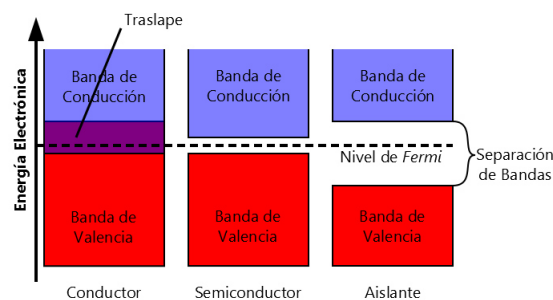 Traslape
Energía Electrónica
Banda de
Conducción
Banda de
Conducción
Banda de
Conducción
Nivel de Fermi
Separación
de Bandas
Banda de
Valencia
Banda de
Valencia
Banda de
Valencia
Conductor
Semiconductor
Aislante